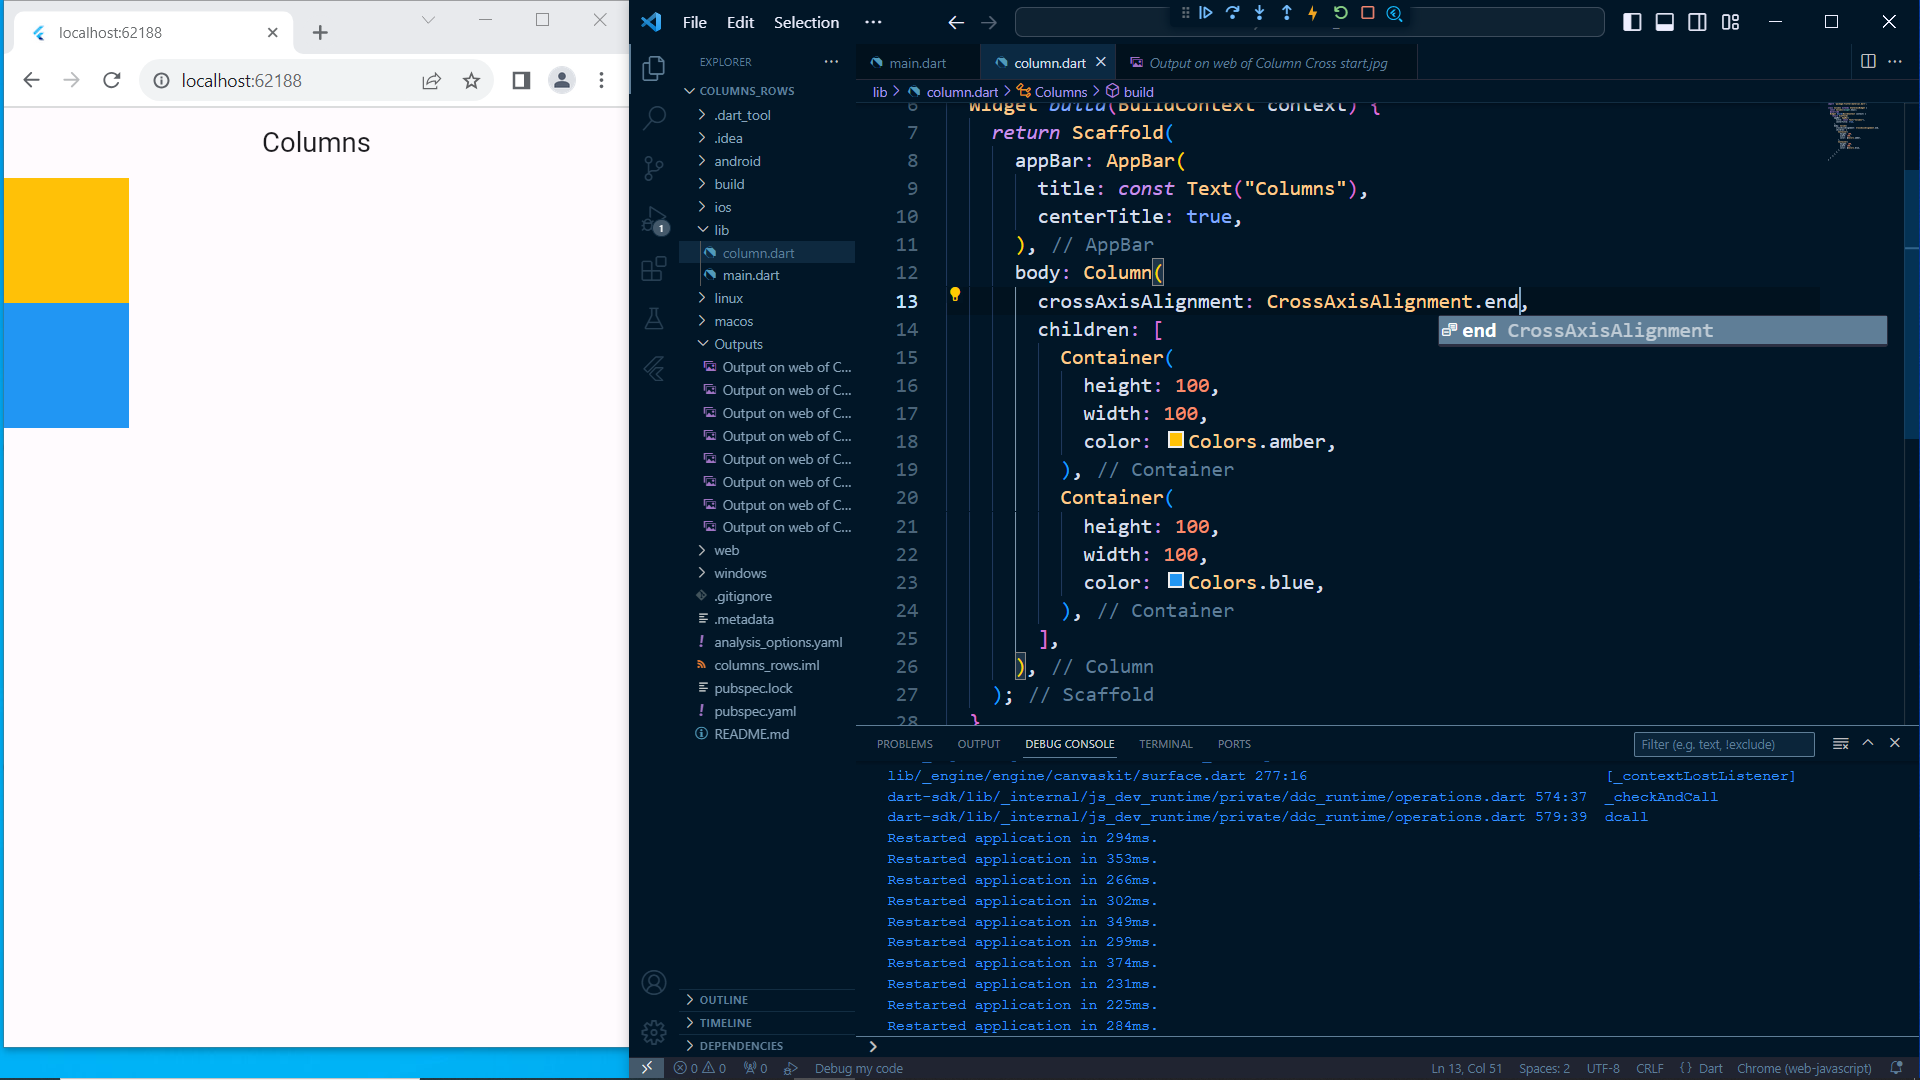 localhost:62188
localhost:62188
Columns
File Edit Selection ···
EXPLORER
COLUMNS_ROWS
.dart_tool
.idea
android
build
ios
lib
column.dart
main.dart
linux
macos
Outputs
Output on web of C...
Output on web of C...
Output on web of C...
Output on web of C...
Output on web of C...
Output on web of C...
Output on web of C...
Output on web of C...
web
windows
.gitignore
.metadata
analysis_options.yaml
columns_rows.iml
pubspec.lock
pubspec.yaml
README.md
OUTLINE
TIMELINE
DEPENDENCIES
1
main.dart
column.dart
Output on web of Column Cross start.jpg
lib > column.dart > Columns > build
6 Widget build(BuildContext context) {
7 return Scaffold(
8 appBar: AppBar(
9 title: const Text("Columns"),
10 centerTitle: true,
11 ), // AppBar
12 body: Column(
13 crossAxisAlignment: CrossAxisAlignment.end,
14 children: [
end CrossAxisAlignment
15 Container(
16 height: 100,
17 width: 100,
18 color: Colors.amber,
19 ), // Container
20 Container(
21 height: 100,
22 width: 100,
23 color: Colors.blue,
24 ), // Container
25 ],
26 ), // Column
27 ); // Scaffold
28 }
PROBLEMS OUTPUT DEBUG CONSOLE TERMINAL PORTS
Filter (e.g. text, !exclude)
lib/_engine/engine/canvaskit/surface.dart 277:16 [_contextLostListener]
dart-sdk/lib/_internal/js_dev_runtime/private/ddc_runtime/operations.dart 574:37 _checkAndCall
dart-sdk/lib/_internal/js_dev_runtime/private/ddc_runtime/operations.dart 579:39 dcall
Restarted application in 294ms.
Restarted application in 353ms.
Restarted application in 266ms.
Restarted application in 302ms.
Restarted application in 349ms.
Restarted application in 299ms.
Restarted application in 374ms.
Restarted application in 231ms.
Restarted application in 225ms.
Restarted application in 284ms.
0 0 0 Debug my code Ln 13, Col 51 Spaces: 2 UTF-8 CRLF {} Dart Chrome (web-javascript)